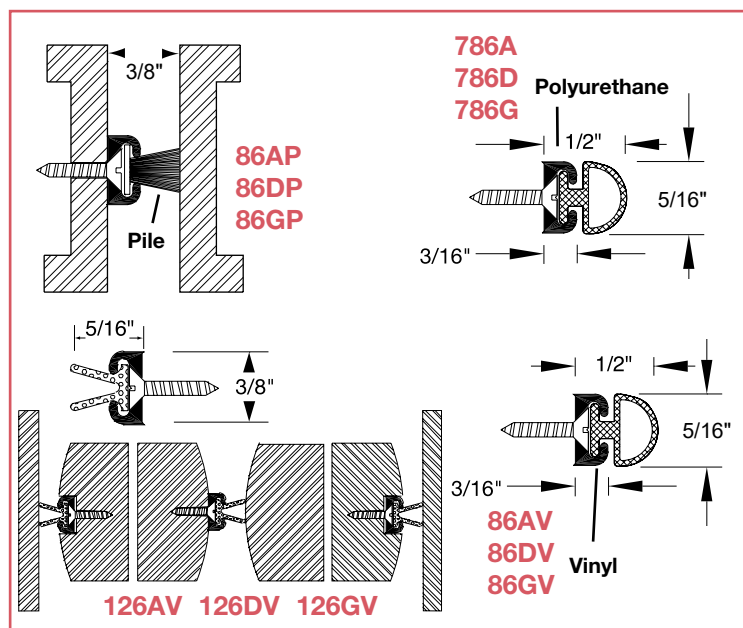 3/8"
86AP
86DP
86GP
Pile
786A
786D
786G
Polyurethane
1/2"
5/16"
3/16"
5/16"
3/8"
126AV 126DV 126GV
1/2"
5/16"
3/16"
86AV
86DV
86GV
Vinyl